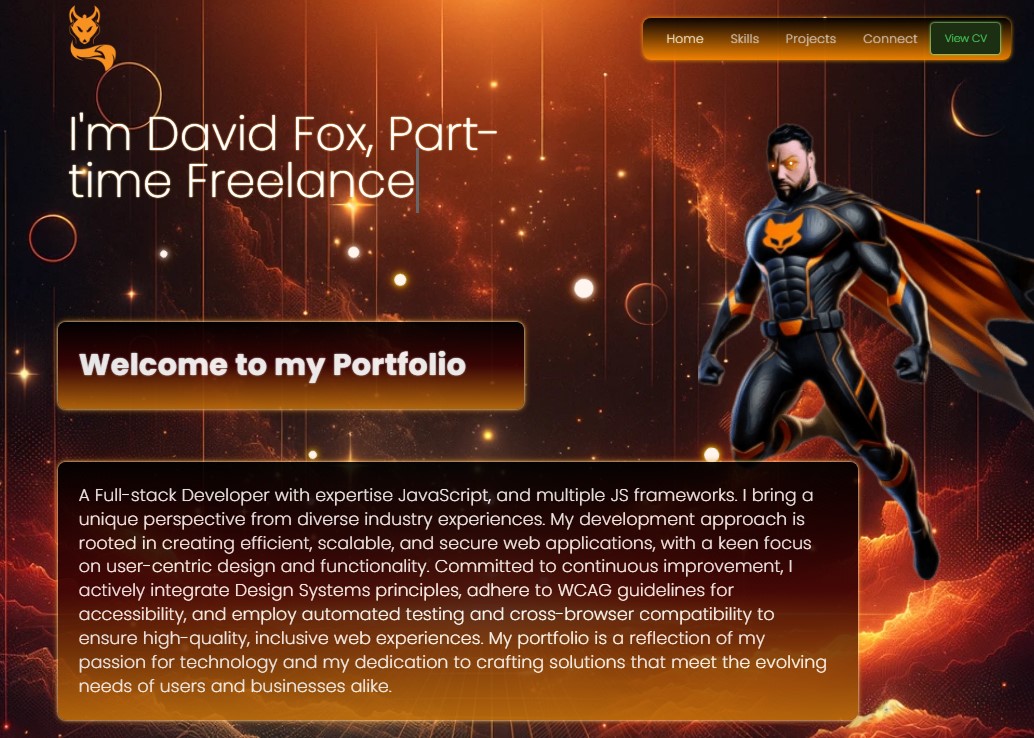 Home Skills Projects Connect View CV
I'm David Fox, Part-
time Freelance
Welcome to my Portfolio
A Full-stack Developer with expertise JavaScript, and multiple JS frameworks. I bring a
unique perspective from diverse industry experiences. My development approach is
rooted in creating efficient, scalable, and secure web applications, with a keen focus
on user-centric design and functionality. Committed to continuous improvement, I
actively integrate Design Systems principles, adhere to WCAG guidelines for
accessibility, and employ automated testing and cross-browser compatibility to
ensure high-quality, inclusive web experiences. My portfolio is a reflection of my
passion for technology and my dedication to crafting solutions that meet the evolving
needs of users and businesses alike.